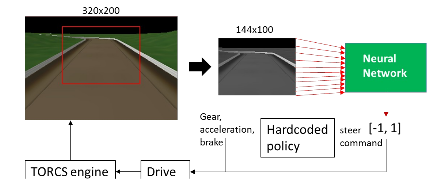 320x200
144x100
Neural
Network
Gear,
acceleration,
brake
Hardcoded
policy
steer
command
[-1, 1]
TORCS engine
Drive